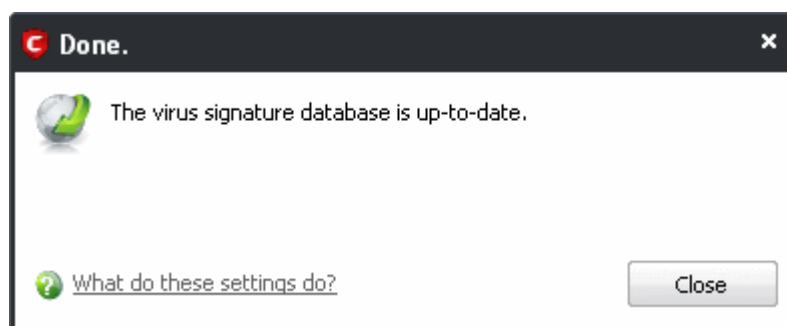 C Done.
The virus signature database is up-to-date.
What do these settings do?
Close